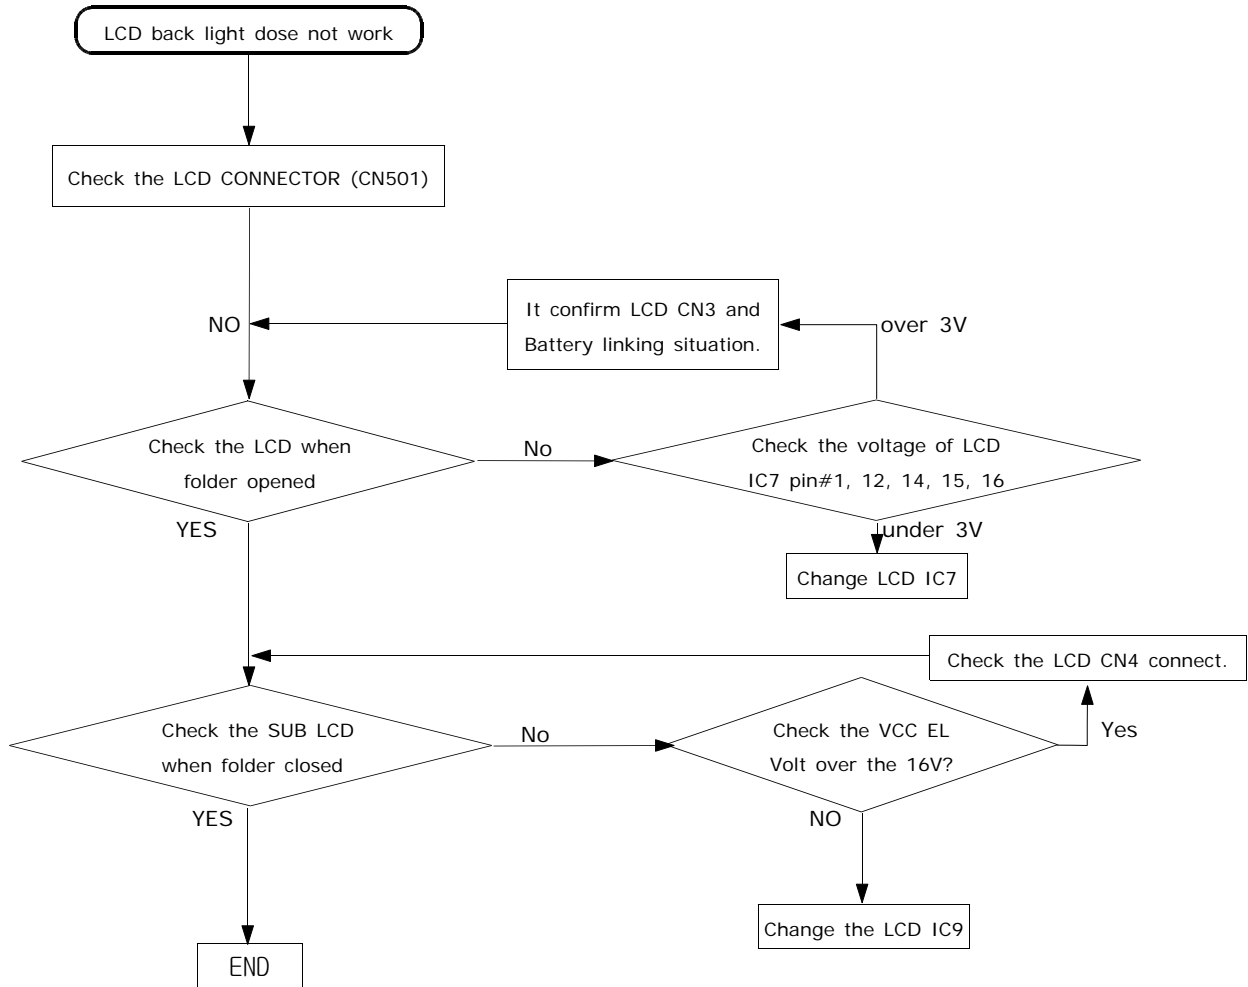 LCD back light dose not work
Check the LCD CONNECTOR (CN501)
It confirm LCD CN3 and
Battery linking situation.
NO
over 3V
Check the LCD when
folder opened
No
Check the voltage of LCD
IC7 pin#1, 12, 14, 15, 16
YES
under 3V
Change LCD IC7
Check the LCD CN4 connect.
Check the SUB LCD
when folder closed
No
Check the VCC EL
Volt over the 16V?
Yes
YES
NO
Change the LCD IC9
END